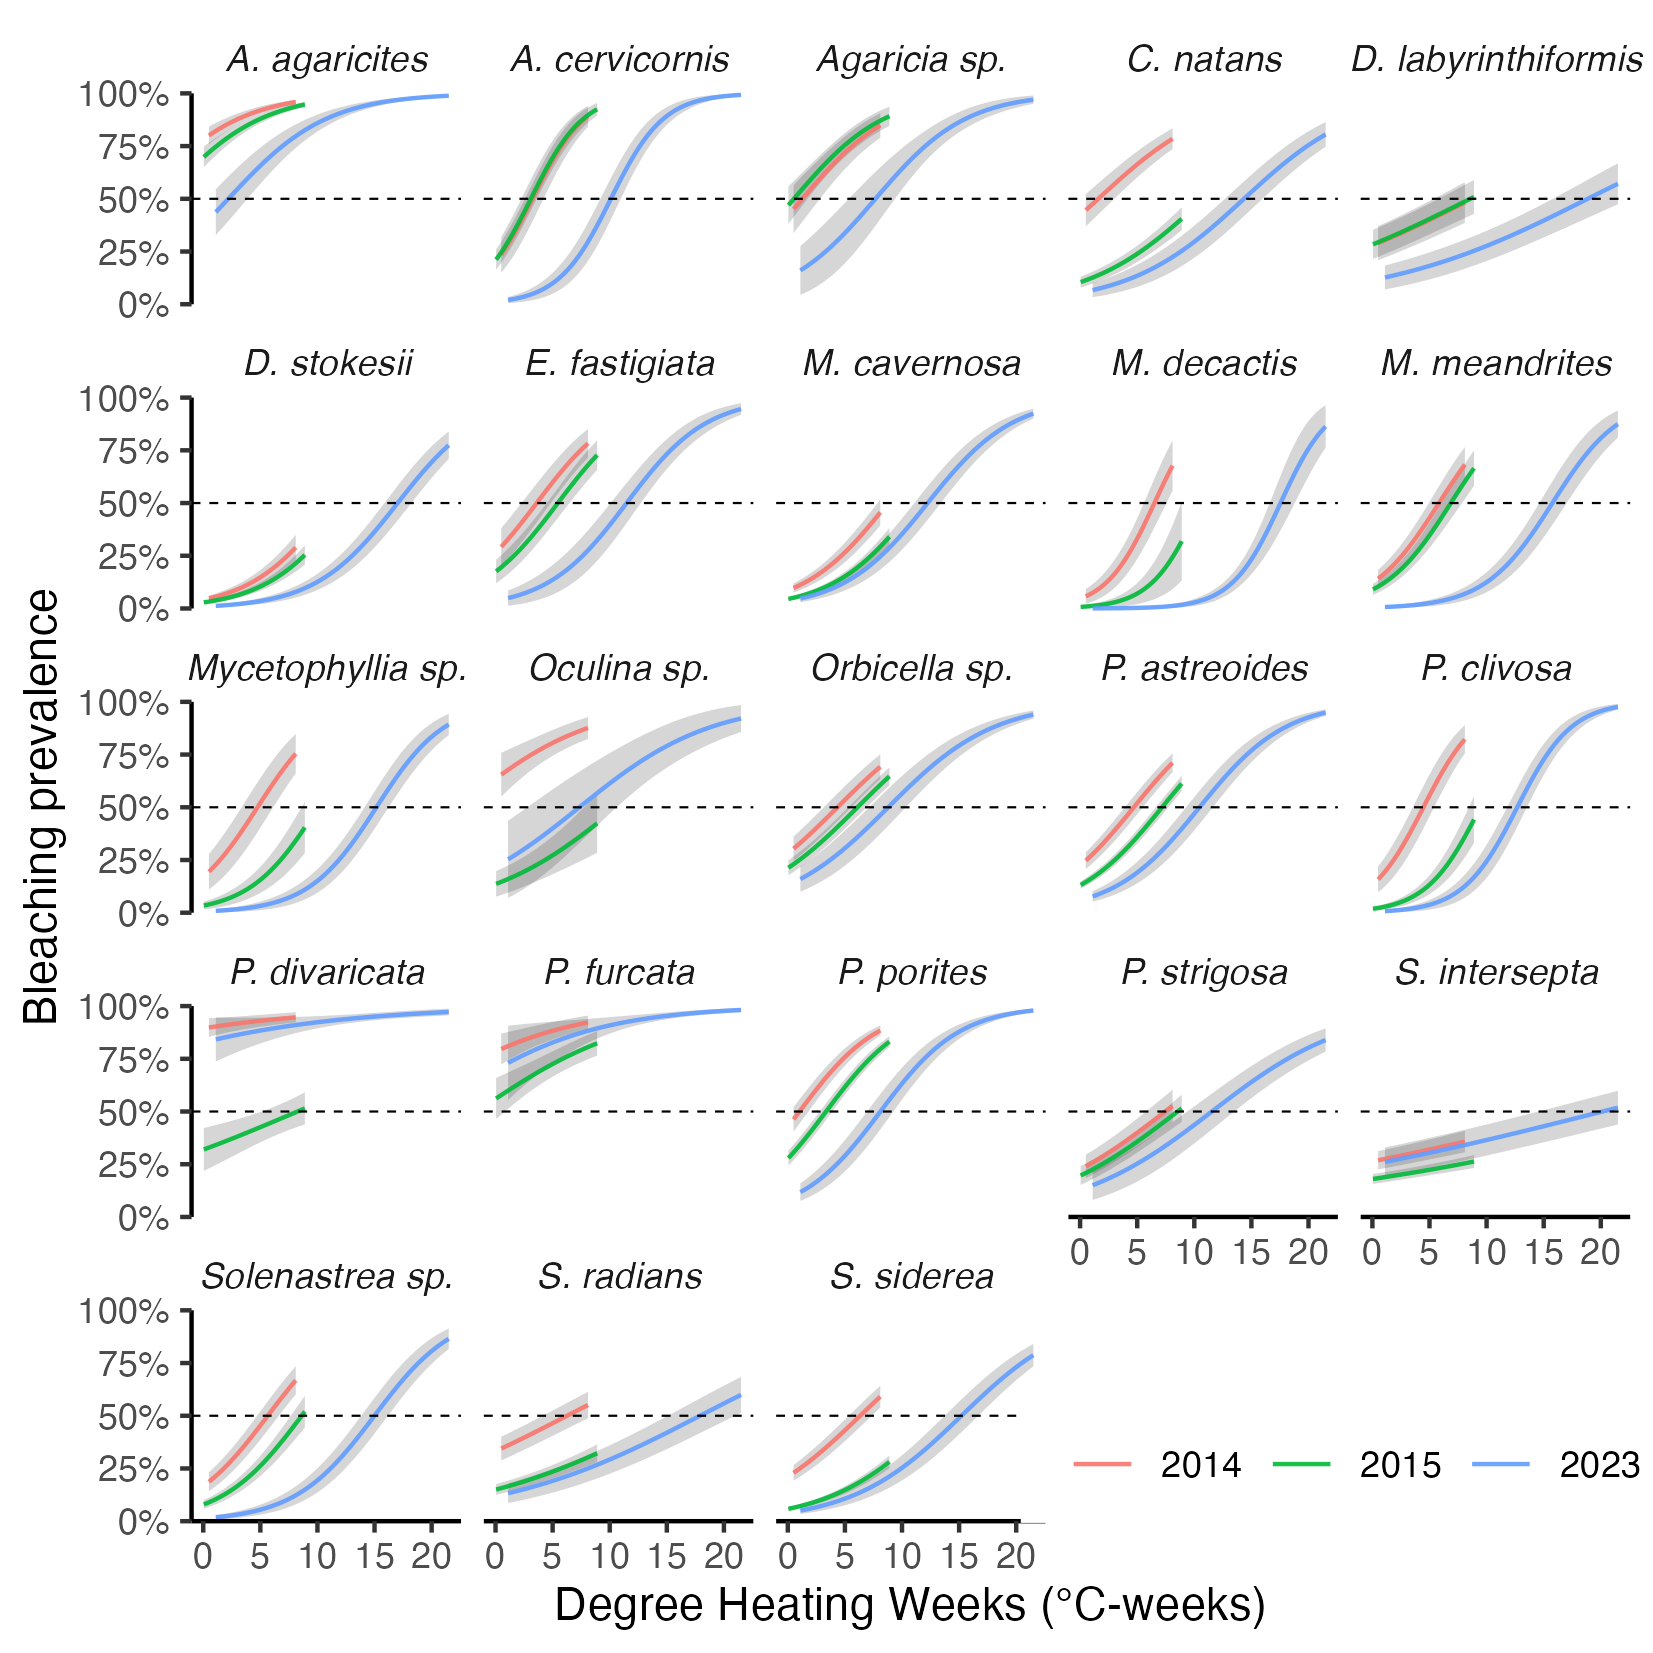 A. agaricites A. cervicornis Agaricia sp. C. natans D. labyrinthiformis
100%
75%
50%
25%
0%
D. stokesii E. fastigiata M. cavernosa M. decactis M. meandrites
100%
75%
50%
25%
0%
Mycetophyllia sp. Oculina sp. Orbicella sp. P. astreoides P. clivosa
100%
75%
50%
25%
0%
P. divaricata P. furcata P. porites P. strigosa S. intersepta
100%
75%
50%
25%
0%
0 5 10 15 20 0 5 10 15 20
Solenastrea sp. S. radians S. siderea
100%
75%
50%
25%
0%
0 5 10 15 20 0 5 10 15 20 0 5 10 15 20
2014 2015 2023
Bleaching prevalence
Degree Heating Weeks (°C-weeks)